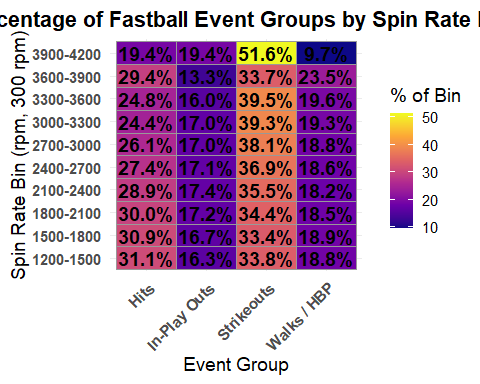 centage of Fastball Event Groups by Spin Rate
Spin Rate Bin (rpm, 300 rpm)
3900-4200 19.4% 19.4% 51.6% 9.7%
3600-3900 29.4% 13.3% 33.7% 23.5%
3300-3600 24.8% 16.0% 39.5% 19.6%
3000-3300 24.4% 17.0% 39.3% 19.3%
2700-3000 26.1% 17.0% 38.1% 18.8%
2400-2700 27.4% 17.1% 36.9% 18.6%
2100-2400 28.9% 17.4% 35.5% 18.2%
1800-2100 30.0% 17.2% 34.4% 18.5%
1500-1800 30.9% 16.7% 33.4% 18.9%
1200-1500 31.1% 16.3% 33.8% 18.8%
Hits In-Play Outs Strikeouts Walks / HBP
Event Group
% of Bin
50
40
30
20
10